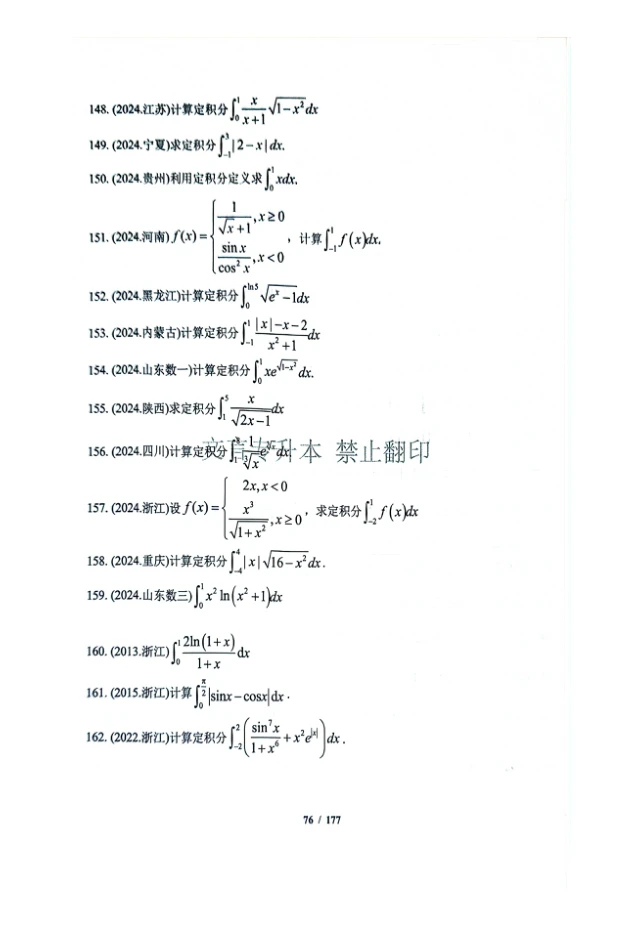 148. (2024.江苏)计算定积分∫₀¹ x/(x+1) √(1−x²)dx
149. (2024.宁夏)求定积分∫₋₁³|2−x|dx.
150. (2024.贵州)利用定积分定义求∫₀¹xdx.
151. (2024.河南) f(x)={1/(√x+1), x≥0; sinx/cos²x, x<0, 计算∫₋₁¹ f(x)dx.
152. (2024.黑龙江)计算定积分∫₀^(ln5)√(eˣ−1)dx
153. (2024.内蒙古)计算定积分∫₋₁¹ (|x|−x−2)/(x²+1) dx
154. (2024.山东数一)计算定积分∫₀¹ xe^(√(1−x²)) dx.
155. (2024.陕西)求定积分∫₁⁵ x/√(2x−1) dx
156. (2024.四川)计算定积分
升本 禁止翻印
157. (2024.浙江)设 f(x)={2x, x<0; x³/√(1+x²), x≥0, 求定积分∫₋₂¹ f(x)dx
158. (2024.重庆)计算定积分∫₋₄⁴|x|√(16−x²)dx.
159. (2024.山东数三)∫₀¹x² ln(x²+1)dx
160. (2013.浙江)∫₀¹ 2ln(1+x)/(1+x) dx
161. (2015.浙江)计算∫₀^(π/2)|sinx−cosx|dx.
162. (2022.浙江)计算定积分∫₋₂²(sin⁷x/(1+x⁶)+x²e^|x|)dx.
76 / 177